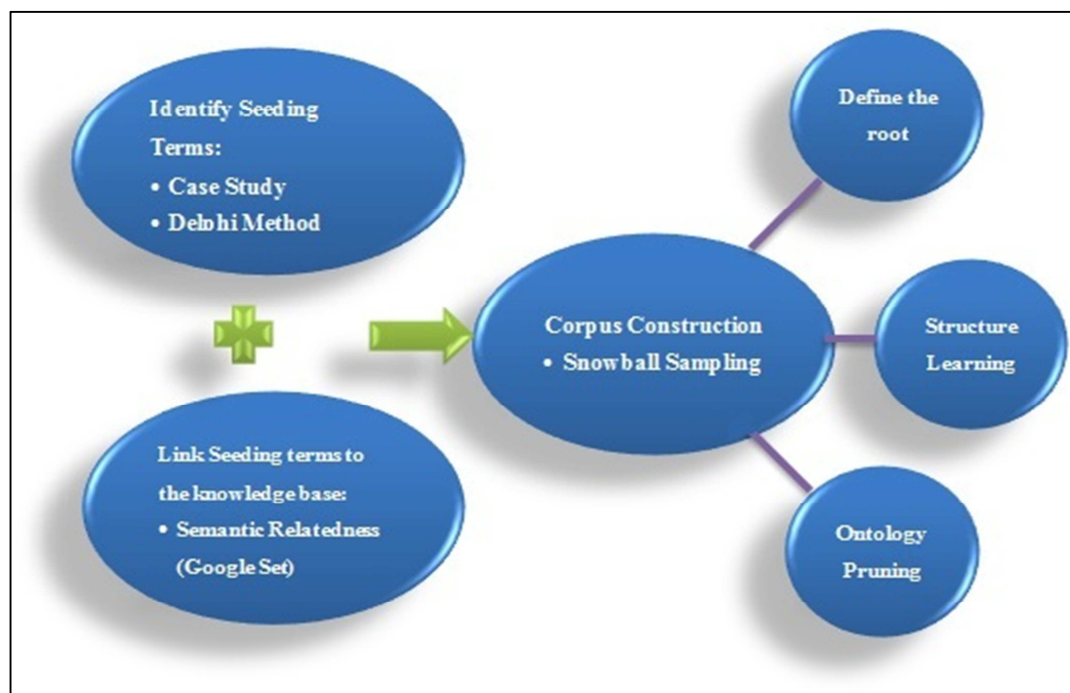 Identify Seeding
Terms:
• Case Study
• Delphi Method
Link Seeding terms to
the knowledge base:
• Semantic Relatedness
(Google Set)
Corpus Construction
• Snowball Sampling
Define the
root
Structure
Learning
Ontology
Pruning